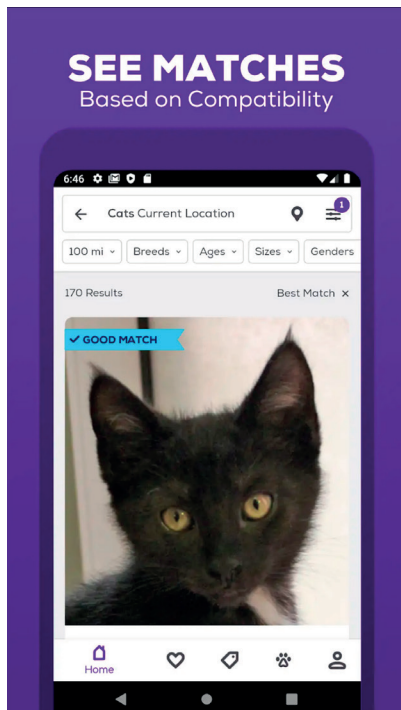 SEE MATCHES
Based on Compatibility
6:46
1
Cats Current Location
100 mi Breeds Ages Sizes Genders
170 Results Best Match ×
✓ GOOD MATCH
Home